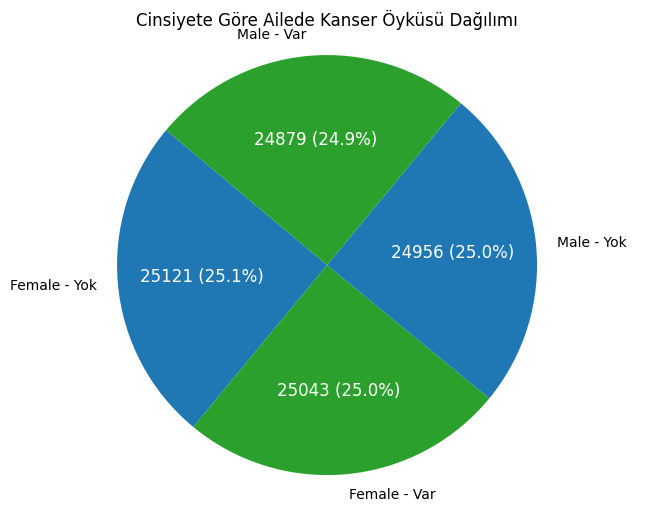 Cinsiyete Göre Ailede Kanser Öyküsü Dağılımı
Male - Var
24879 (24.9%)
Male - Yok
24956 (25.0%)
Female - Yok
25121 (25.1%)
25043 (25.0%)
Female - Var